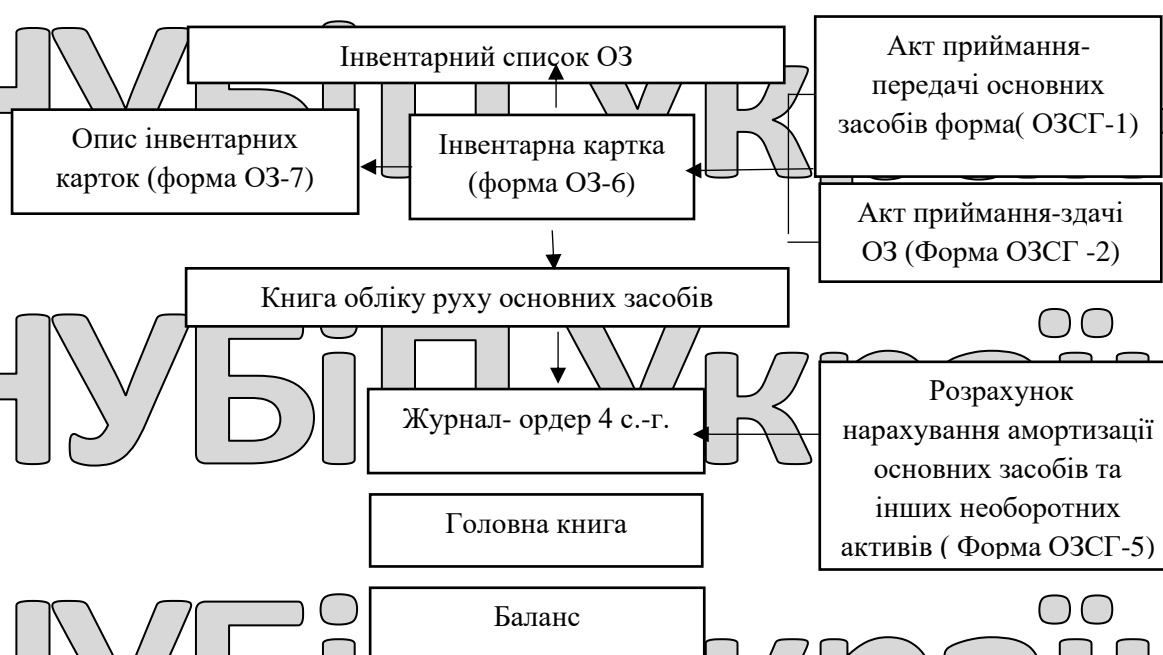 Інвентарний список ОЗ
Акт приймання-
передачі основних
засобів форма( ОЗСГ-1)
Опис інвентарних
карток (форма ОЗ-7)
Інвентарна картка
(форма ОЗ-6)
Акт приймання-здачі
ОЗ (Форма ОЗСГ -2)
Книга обліку руху основних засобів
Журнал- ордер 4 с.-г.
Розрахунок
нарахування амортизації
основних засобів та
інших необоротних
активів ( Форма ОЗСГ-5)
Головна книга
Баланс